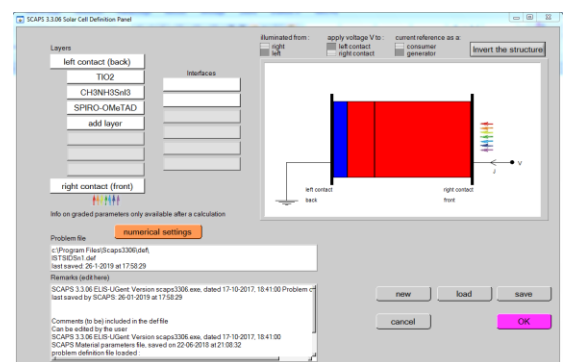 SCAPS 3.3.06 Solar Cell Definition Panel
Layers
left contact (back)
TIO2
CH3NH3SnI3
SPIRO-OMeTAD
add layer
right contact (front)
Interfaces
illuminated from :
right
left
apply voltage V to :
left contact
right contact
current reference as a:
consumer
generator
Invert the structure
left contact
back
right contact
front
V
J
Info on graded parameters only available after a calculation
numerical settings
Problem file
c:\Program Files\Scaps3306\def\
ISTSIDSn1.def
last saved: 26-1-2019 at 17:58:29
Remarks (edit here)
SCAPS 3.3.06 ELIS-UGent: Version scaps3306.exe, dated 17-10-2017, 18:41:00 Problem
last saved by SCAPS: 26-01-2019 at 17:58:29
Comments (to be) included in the def file
Can be edited by the user
SCAPS 3.3.06 ELIS-UGent: Version scaps3306.exe, dated 17-10-2017, 18:41:00
SCAPS Material parameters file, saved on 22-06-2018 at 21:08:32
problem definition file loaded :
new
load
save
cancel
OK